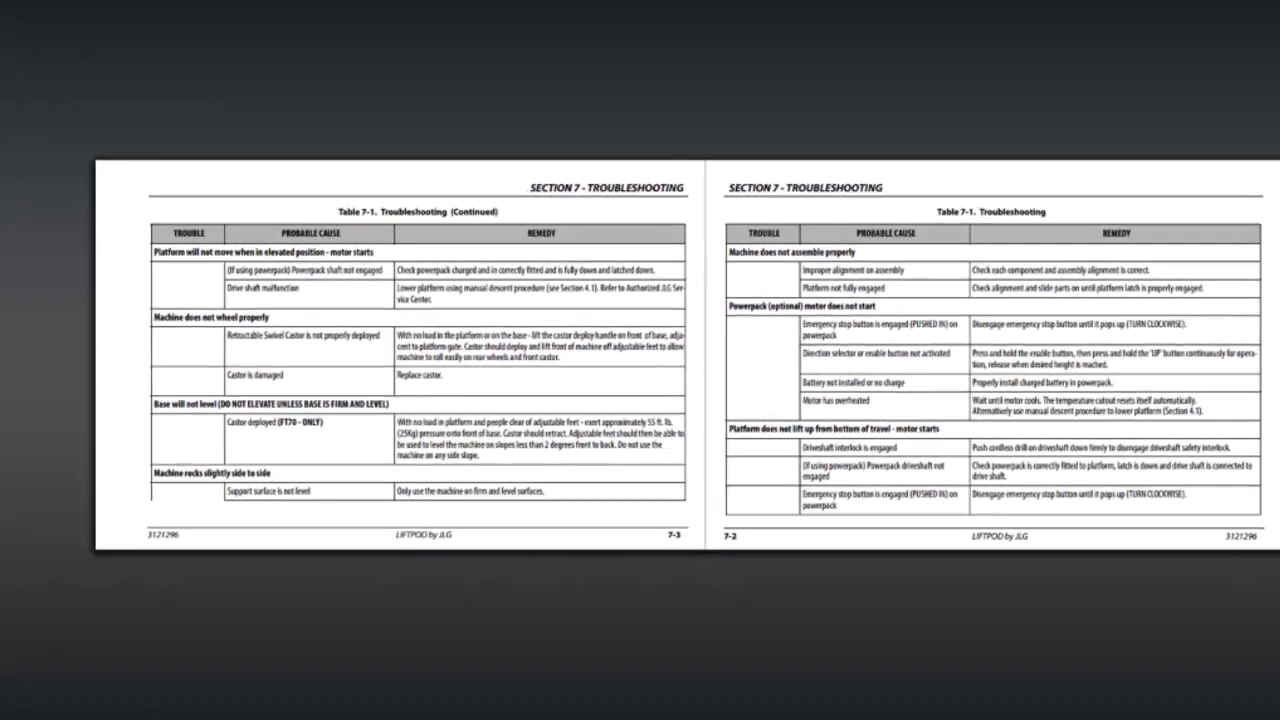 SECTION 7 - TROUBLESHOOTING
Table 7-1. Troubleshooting (Continued)
TROUBLE PROBABLE CAUSE REMEDY
Platform will not move when in elevated position - motor starts
(If using powerpack) Powerpack shaft not engaged Check powerpack charged and in correctly fitted and is fully down and latched down.
Drive shaft malfunction Lower platform using manual descent procedure (see Section 4.1). Refer to Authorized JLG Ser-
vice Center.
Machine does not wheel properly
Retractable Swivel Castor is not properly deployed With no load in the platform or on the base - lift the castor deploy handle on front of base, adja-
cent to platform gate. Castor should deploy and lift front of machine off adjustable feet to allow
machine to roll easily on rear wheels and front castor.
Castor is damaged Replace castor.
Base will not level (DO NOT ELEVATE UNLESS BASE IS FIRM AND LEVEL)
Castor deployed (FT70 - ONLY) With no load in platform and people clear of adjustable feet - exert approximately 55 ft. lb.
(25Kg) pressure onto front of base. Castor should retract. Adjustable feet should then be able to
be used to level the machine on slopes less than 2 degrees front to back. Do not use the
machine on any side slope.
Machine rocks slightly side to side
Support surface is not level Only use the machine on firm and level surfaces.
3121296 LIFTPOD by JLG 7-3
SECTION 7 - TROUBLESHOOTING
Table 7-1. Troubleshooting
TROUBLE PROBABLE CAUSE REMEDY
Machine does not assemble properly
Improper alignment on assembly Check each component and assembly alignment is correct.
Platform not fully engaged Check alignment and slide parts on until platform latch is properly engaged.
Powerpack (optional) motor does not start
Emergency stop button is engaged (PUSHED IN) on Disengage emergency stop button until it pops up (TURN CLOCKWISE).
powerpack
Direction selector or enable button not activated Press and hold the enable button, then press and hold the 'UP' button continuously for opera-
tion, release when desired height is reached.
Battery not installed or no charge Properly install charged battery in powerpack.
Motor has overheated Wait until motor cools. The temperature cutout resets itself automatically.
Alternatively use manual descent procedure to lower platform (Section 4.1).
Platform does not lift up from bottom of travel - motor starts
Driveshaft interlock is engaged Push cordless drill on driveshaft down firmly to disengage driveshaft safety interlock.
(If using powerpack) Powerpack driveshaft not Check powerpack is correctly fitted to platform, latch is down and drive shaft is connected to
engaged drive shaft.
Emergency stop button is engaged (PUSHED IN) on Disengage emergency stop button until it pops up (TURN CLOCKWISE).
powerpack
7-2 LIFTPOD by JLG 3121296